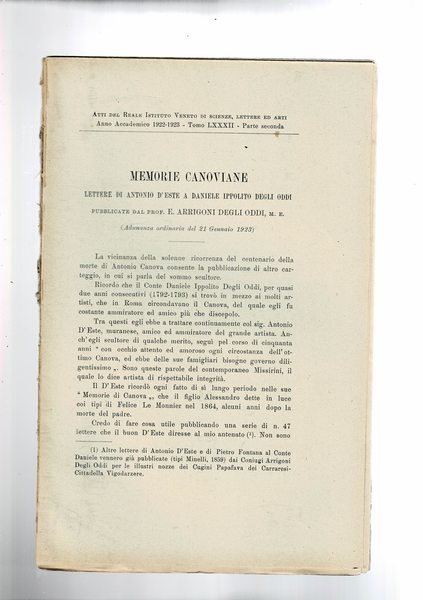 ATTI DEL REALE ISTITUTO VENETO DI SCIENZE, LETTERE ED ARTI
Anno Accademico 1922-1923 - Tomo LXXXII - Parte seconda
MEMORIE CANOVIANE
LETTERE DI ANTONIO D'ESTE A DANIELE IPPOLITO DEGLI ODDI
PUBBLICATE DAL PROF. E. ARRIGONI DEGLI ODDI, M. E.
(Adunanza ordinaria del 21 Gennaio 1923)
La vicinanza della solenne ricorrenza del centenario della
morte di Antonio Canova consente la pubblicazione di altro car-
teggio, in cui si parla del sommo scultore.
Ricordo che il Conte Daniele Ippolito Degli Oddi, per quasi
due anni consecutivi (1792-1793) si trovò in mezzo ai molti ar-
tisti, che in Roma circondavano il Canova, del quale egli fu
costante ammiratore ed amico più che discepolo.
Tra questi egli ebbe a trattare continuamente col sig. Antonio
D'Este, muranese, amico ed ammiratore del grande artista. An-
ch'egli scultore di qualche merito, seguì pel corso di cinquanta
anni " con occhio attento ed amoroso ogni circostanza dell'ot-
timo Canova, ed ebbe delle sue famigliari bisogne governo dili-
gentissimo „. Sono queste parole del contemporaneo Missirini, il
quale lo dice artista di rispettabile integrità.
Il D'Este ricordò ogni fatto di sì lungo periodo nelle sue
" Memorie di Canova „, che il figlio Alessandro dette in luce
coi tipi di Felice Le Monnier nel 1864, alcuni anni dopo la
morte del padre.
Credo di fare cosa utile pubblicando una serie di n. 47
lettere che il buon D'Este diresse al mio antenato (¹). Non sono
(1) Altre lettere di Antonio D'Este e di Pietro Fontana al Conte
Daniele vennero già pubblicate (tipi Minelli, 1859) dai Coniugi Arrigoni
Degli Oddi per le illustri nozze dei Cugini Papafava dei Carraresi-
Cittadella Vigodarzere.